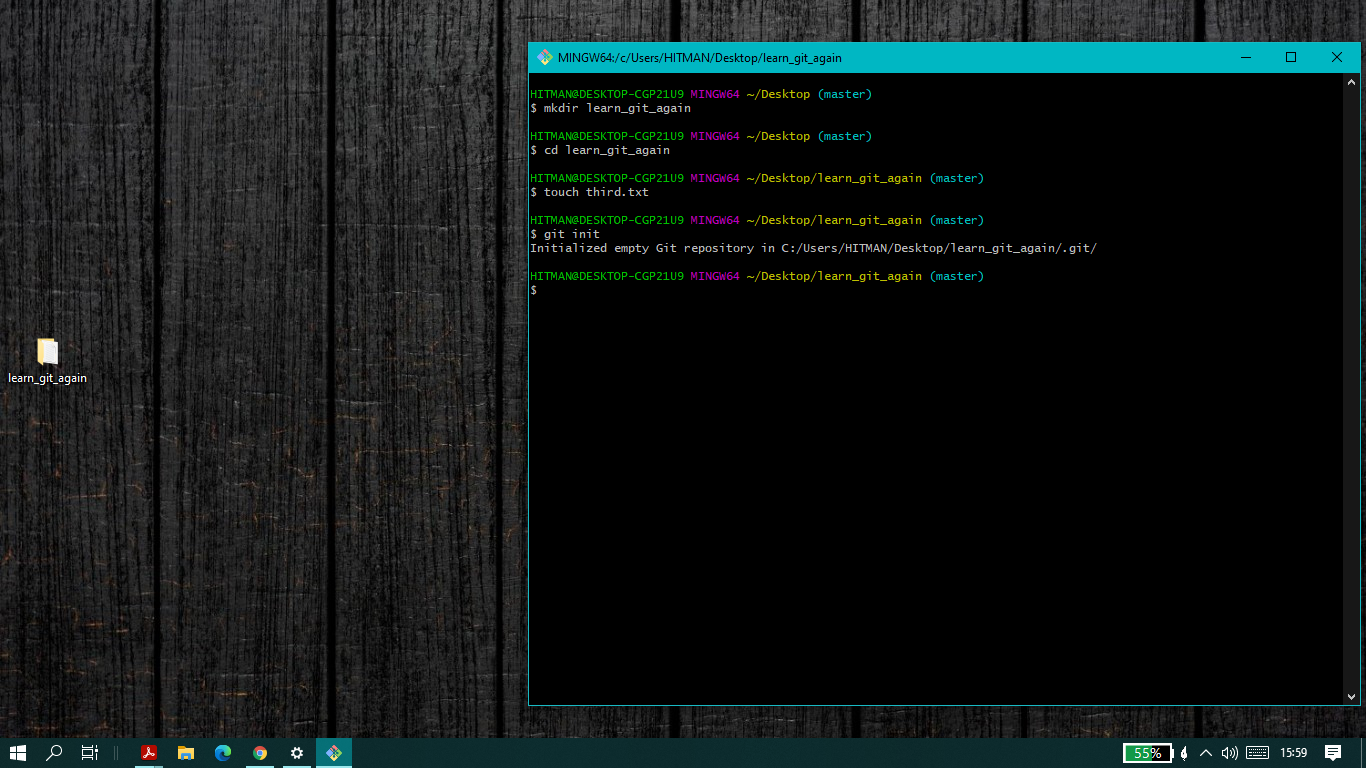 MINGW64:/c/Users/HITMAN/Desktop/learn_git_again
HITMAN@DESKTOP-CGP21U9 MINGW64 ~/Desktop (master)
$ mkdir learn_git_again
HITMAN@DESKTOP-CGP21U9 MINGW64 ~/Desktop (master)
$ cd learn_git_again
HITMAN@DESKTOP-CGP21U9 MINGW64 ~/Desktop/learn_git_again (master)
$ touch third.txt
HITMAN@DESKTOP-CGP21U9 MINGW64 ~/Desktop/learn_git_again (master)
$ git init
Initialized empty Git repository in C:/Users/HITMAN/Desktop/learn_git_again/.git/
HITMAN@DESKTOP-CGP21U9 MINGW64 ~/Desktop/learn_git_again (master)
$
learn_git_again
55%
15:59